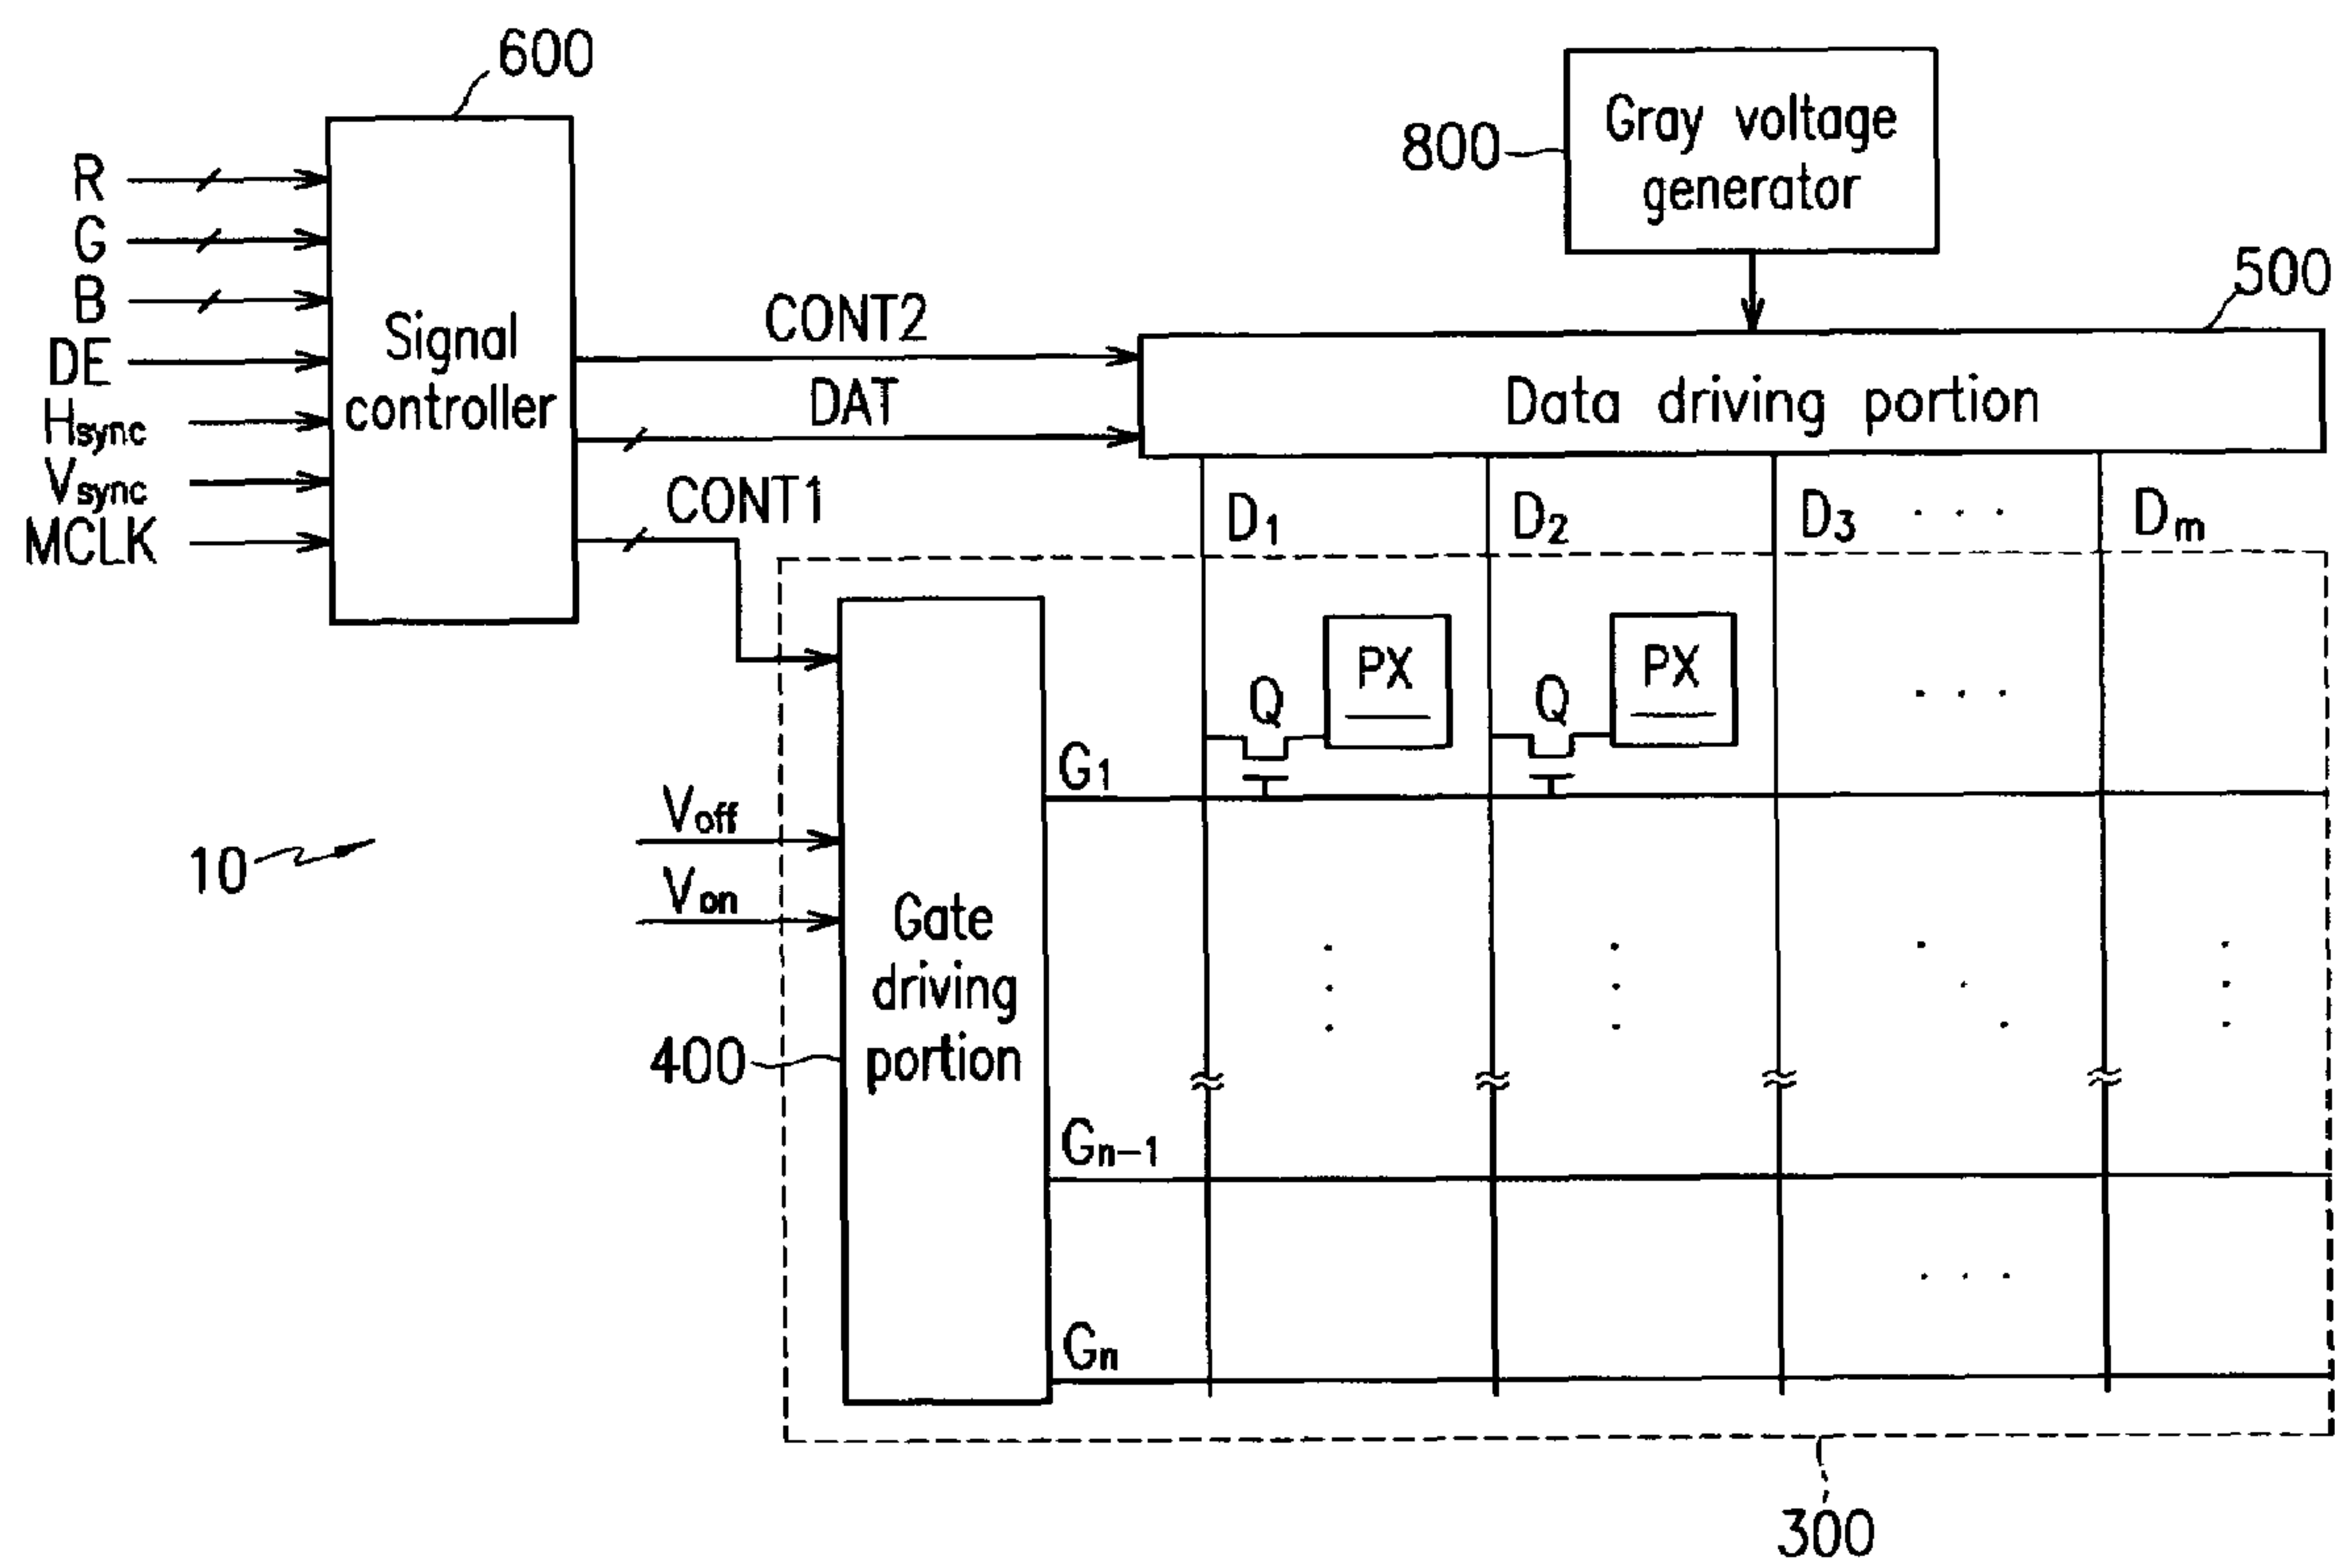 600
Gray voltage
generator
800
R
G
B
DE
Hsync
Vsync
MCLK
Signal
controller
CONT2
DAT
CONT1
500
Data driving portion
D1
D2
D3
. . .
Dm
PX
PX
Q
Q
G1
Voff
Von
10
Gate
driving
portion
400
Gn-1
Gn
300